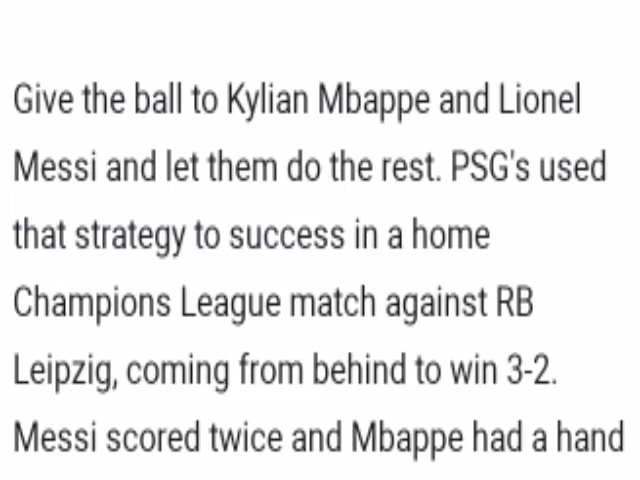 Give the ball to Kylian Mbappe and Lionel
Messi and let them do the rest. PSG's used
that strategy to success in a home
Champions League match against RB
Leipzig, coming from behind to win 3-2.
Messi scored twice and Mbappe had a hand